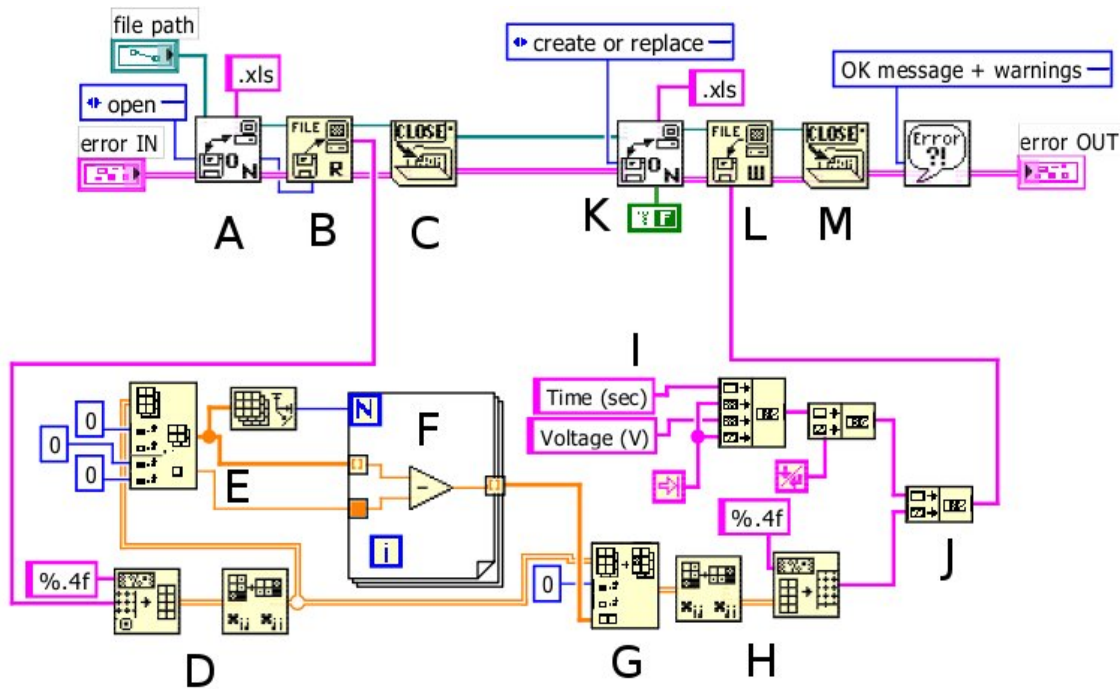 file path
.xls
create or replace
.xls
OK message + warnings
open
error IN
O
N
FILE
R
CLOSE
O
N
FILE
W
CLOSE
Error
?!
error OUT
F
A
B
C
K
L
M
I
Time (sec)
Voltage (V)
0
0
0
N
F
E
-
i
%.4f
%.4f
0
J
D
G
H